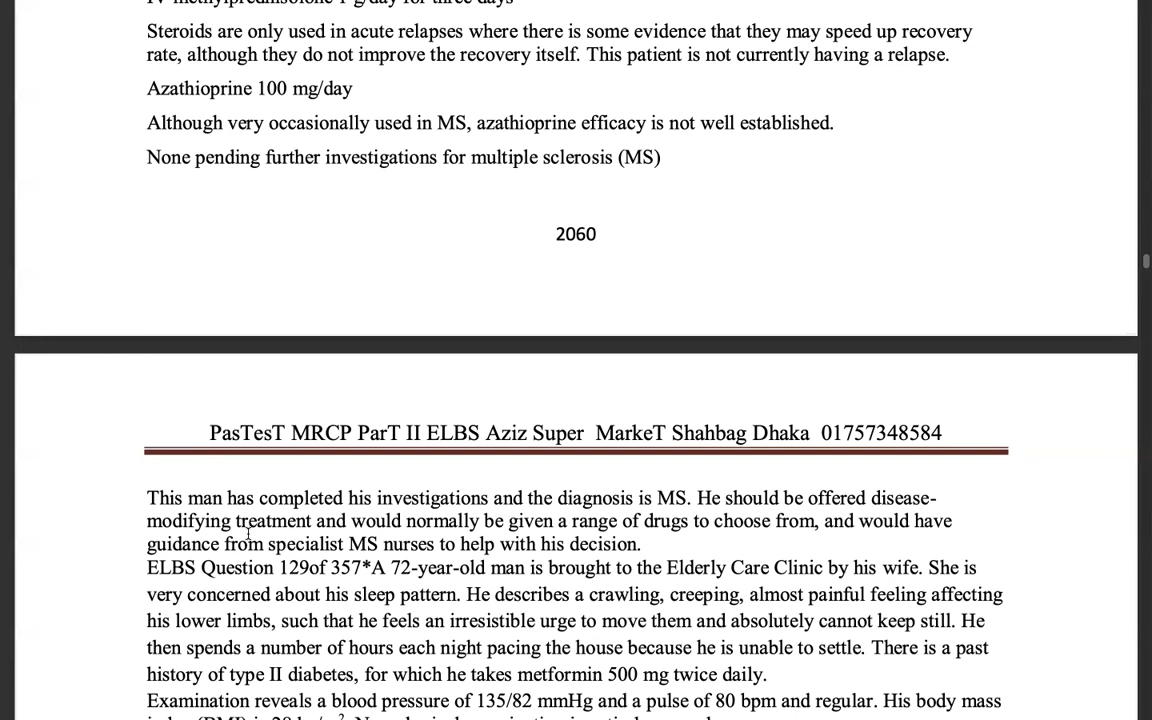 IV methylprednisolone 1 g/day for three days
Steroids are only used in acute relapses where there is some evidence that they may speed up recovery
rate, although they do not improve the recovery itself. This patient is not currently having a relapse.
Azathioprine 100 mg/day
Although very occasionally used in MS, azathioprine efficacy is not well established.
None pending further investigations for multiple sclerosis (MS)
2060
PasTesT MRCP ParT II ELBS Aziz Super MarkeT Shahbag Dhaka 01757348584
This man has completed his investigations and the diagnosis is MS. He should be offered disease-
modifying treatment and would normally be given a range of drugs to choose from, and would have
guidance from specialist MS nurses to help with his decision.
ELBS Question 129of 357*A 72-year-old man is brought to the Elderly Care Clinic by his wife. She is
very concerned about his sleep pattern. He describes a crawling, creeping, almost painful feeling affecting
his lower limbs, such that he feels an irresistible urge to move them and absolutely cannot keep still. He
then spends a number of hours each night pacing the house because he is unable to settle. There is a past
history of type II diabetes, for which he takes metformin 500 mg twice daily.
Examination reveals a blood pressure of 135/82 mmHg and a pulse of 80 bpm and regular. His body mass